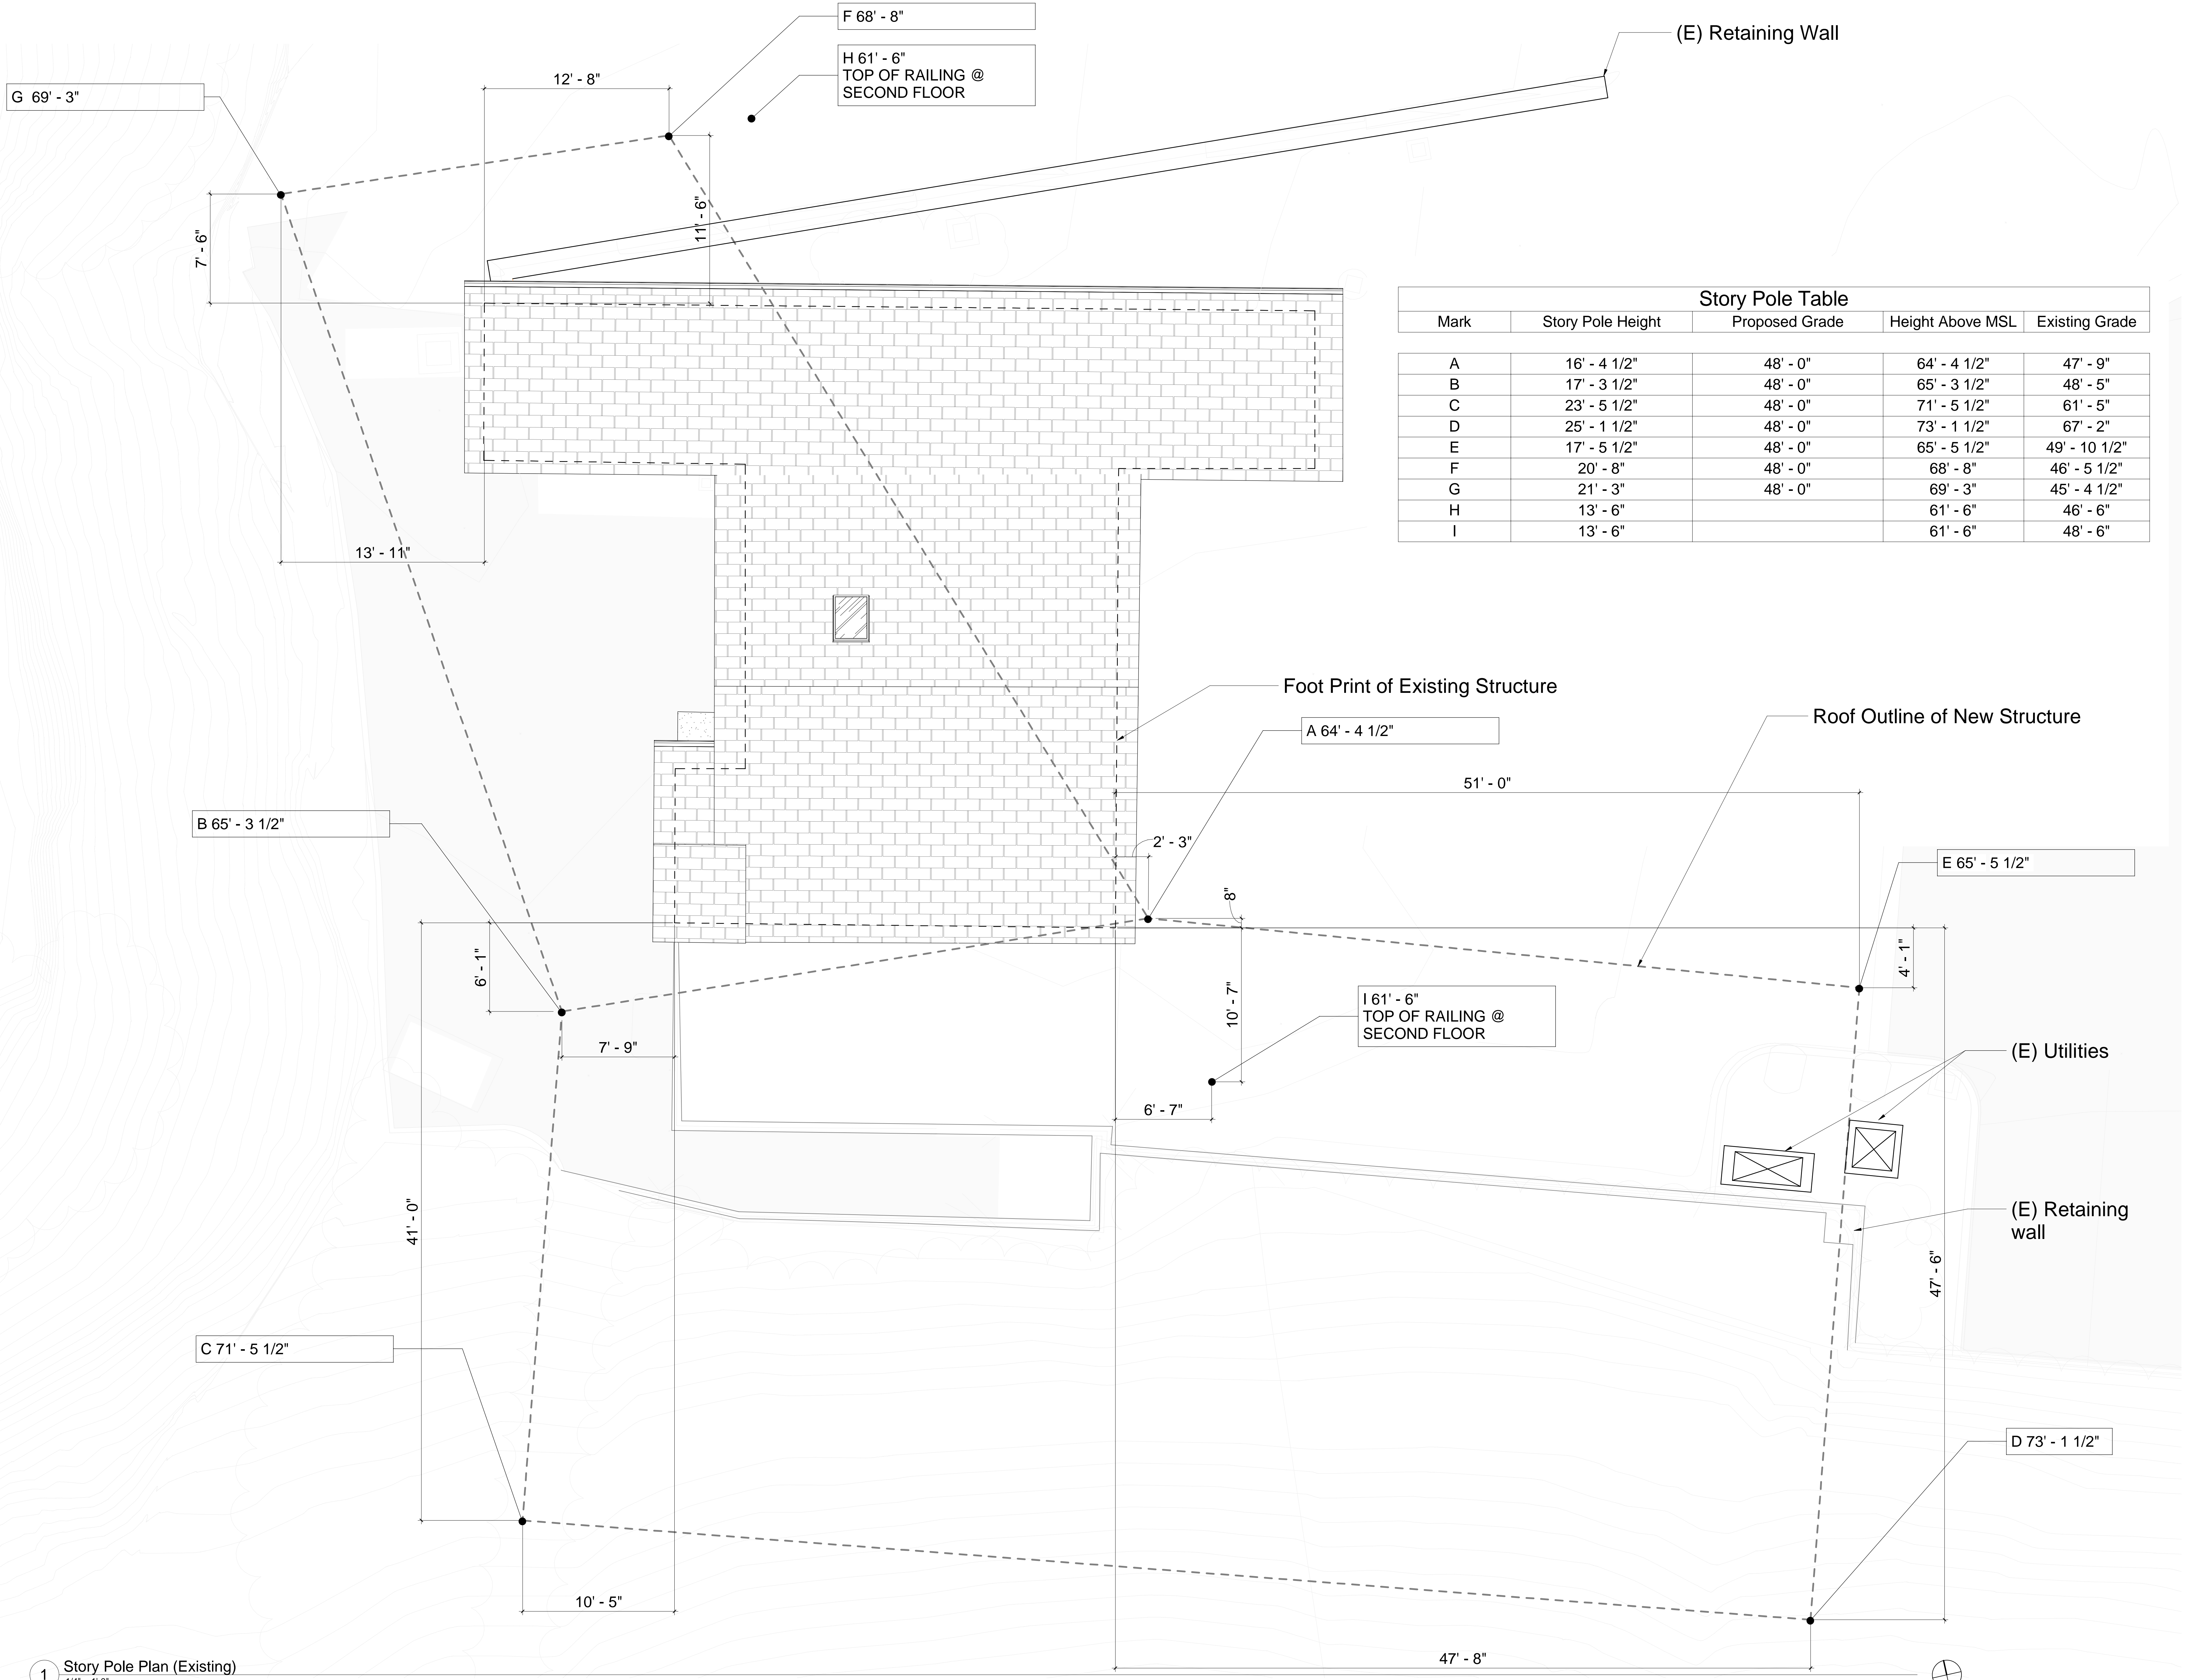 F 68' - 8"
(E) Retaining Wall
H 61' - 6"
TOP OF RAILING @
SECOND FLOOR
12' - 8"
G  69' - 3"
11' - 6"
7' - 6"
Story Pole Table
Mark Story Pole Height Proposed Grade Height Above MSL Existing Grade
A 16' - 4 1/2" 48' - 0" 64' - 4 1/2" 47' - 9"
B 17' - 3 1/2" 48' - 0" 65' - 3 1/2" 48' - 5"
C 23' - 5 1/2" 48' - 0" 71' - 5 1/2" 61' - 5"
D 25' - 1 1/2" 48' - 0" 73' - 1 1/2" 67' - 2"
E 17' - 5 1/2" 48' - 0" 65' - 5 1/2" 49' - 10 1/2"
F 20' - 8" 48' - 0" 68' - 8" 46' - 5 1/2"
G 21' - 3" 48' - 0" 69' - 3" 45' - 4 1/2"
H 13' - 6" 61' - 6" 46' - 6"
I 13' - 6" 61' - 6" 48' - 6"
13' - 11"
Foot Print of Existing Structure
Roof Outline of New Structure
A 64' - 4 1/2"
51' - 0"
B 65' - 3 1/2"
2' - 3"
E 65' - 5 1/2"
8"
6' - 1"
4' - 1"
10' - 7"
I 61' - 6"
TOP OF RAILING @
SECOND FLOOR
7' - 9"
(E) Utilities
6' - 7"
41' - 0"
(E) Retaining
wall
47' - 6"
C 71' - 5 1/2"
D 73' - 1 1/2"
10' - 5"
47' - 8"
1
Story Pole Plan (Existing)